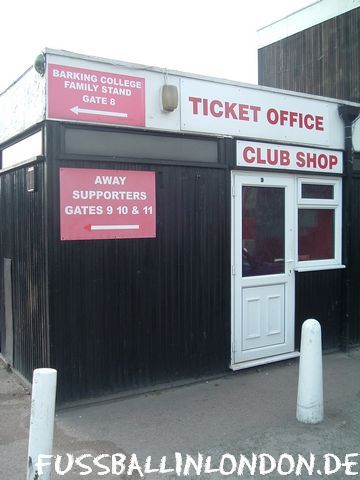 BARKING COLLEGE
FAMILY STAND
GATE 8
TICKET OFFICE
CLUB SHOP
AWAY
SUPPORTERS
GATES 9 10 & 11
FUSSBALLINLONDON.DE